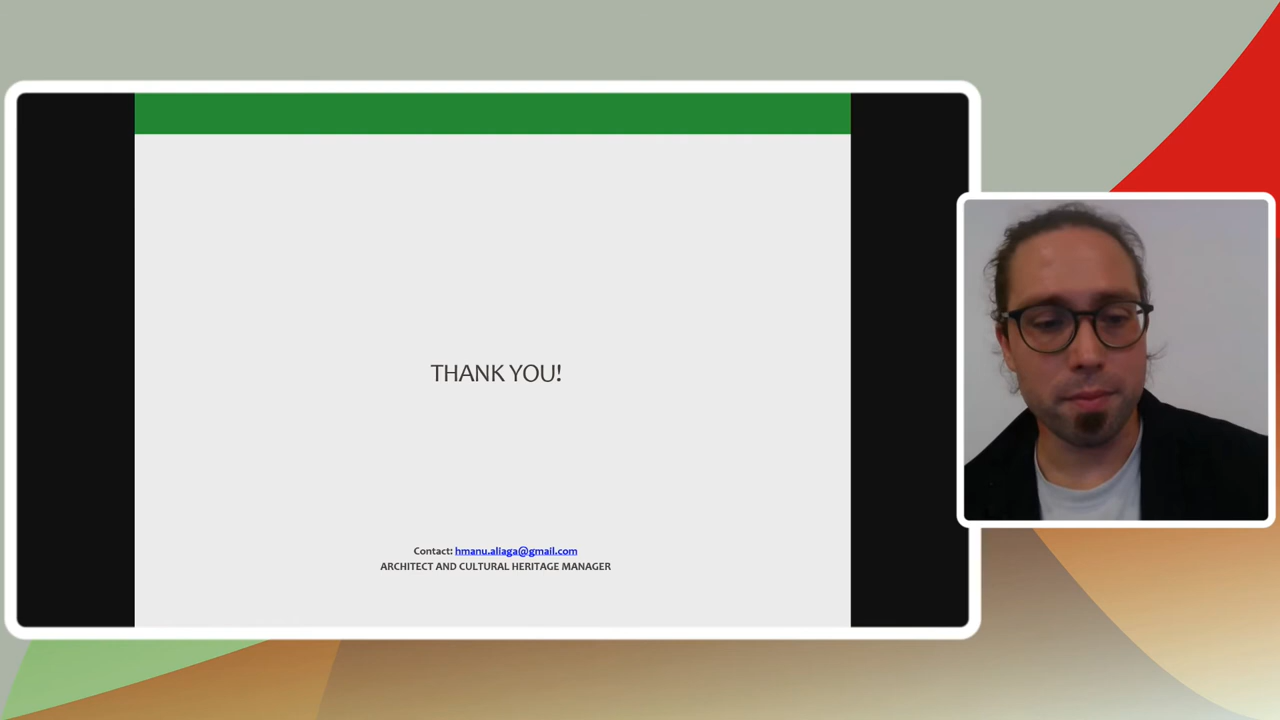 THANK YOU!
Contact: hmanu.aliaga@gmail.com
ARCHITECT AND CULTURAL HERITAGE MANAGER